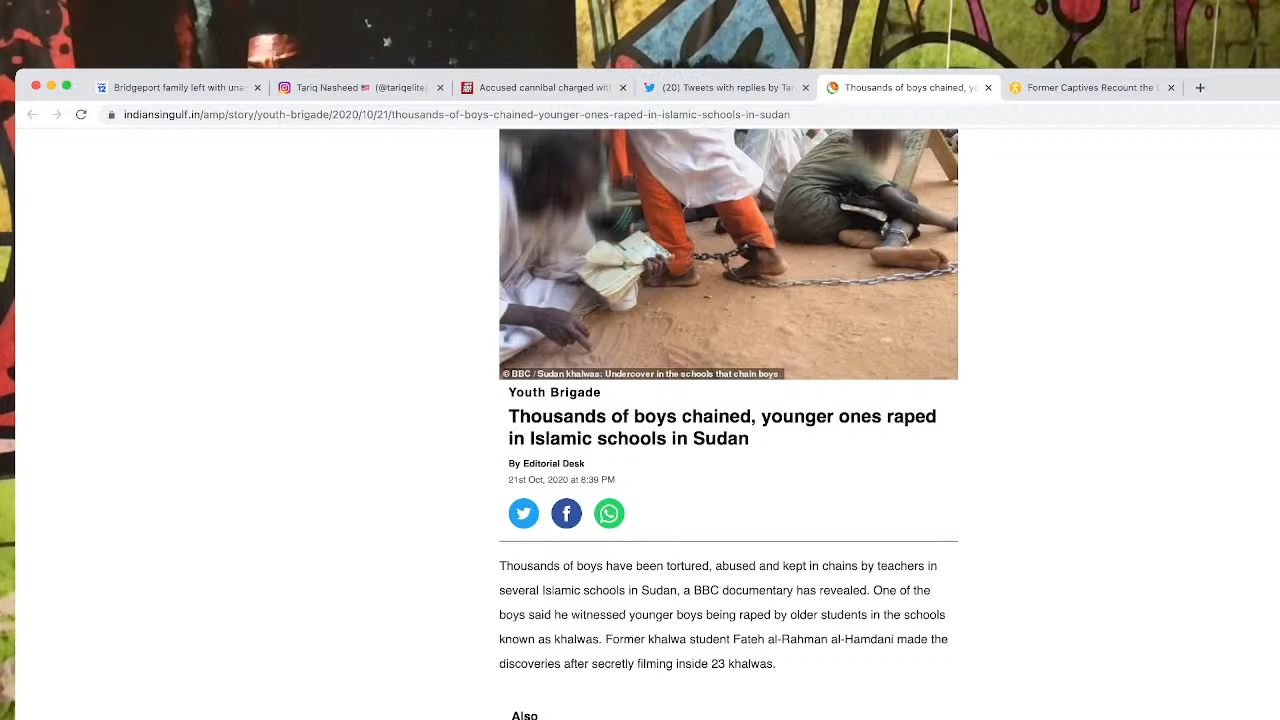 Bridgeport family left with una
Tariq Nasheed (@tariqelite)
Accused cannibal charged wit
(20) Tweets with replies by Ta
Thousands of boys chained, y
Former Captives Recount the
indiansingulf.in/amp/story/youth-brigade/2020/10/21/thousands-of-boys-chained-younger-ones-raped-in-islamic-schools-in-sudan
© BBC / Sudan khalwas: Undercover in the schools that chain boys
Youth Brigade
Thousands of boys chained, younger ones raped
in Islamic schools in Sudan
By Editorial Desk
21st Oct, 2020 at 8:39 PM
Thousands of boys have been tortured, abused and kept in chains by teachers in
several Islamic schools in Sudan, a BBC documentary has revealed. One of the
boys said he witnessed younger boys being raped by older students in the schools
known as khalwas. Former khalwa student Fateh al-Rahman al-Hamdani made the
discoveries after secretly filming inside 23 khalwas.
Also